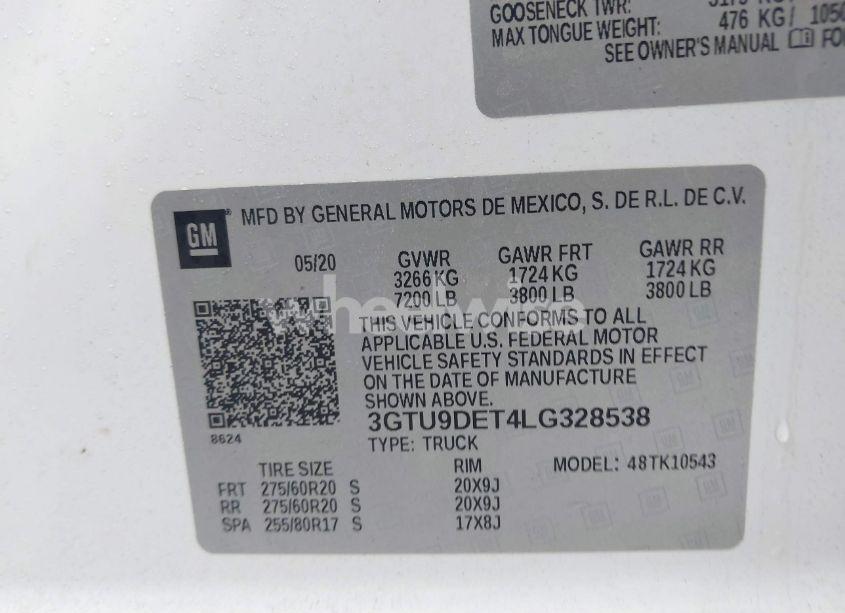 GOOSENECK TWR:
MAX TONGUE WEIGHT: 476 KG/ 1050
SEE OWNER'S MANUAL FO
GM
MFD BY GENERAL MOTORS DE MEXICO, S. DE R.L. DE C.V.
05/20 GVWR GAWR FRT GAWR RR
3266 KG 1724 KG 1724 KG
7200 LB 3800 LB 3800 LB
THIS VEHICLE CONFORMS TO ALL
APPLICABLE U.S. FEDERAL MOTOR
VEHICLE SAFETY STANDARDS IN EFFECT
ON THE DATE OF MANUFACTURE
SHOWN ABOVE.
3GTU9DET4LG328538
8624
TYPE: TRUCK
TIRE SIZE RIM MODEL: 48TK10543
FRT 275/60R20 S 20X9J
RR 275/60R20 S 20X9J
SPA 255/80R17 S 17X8J